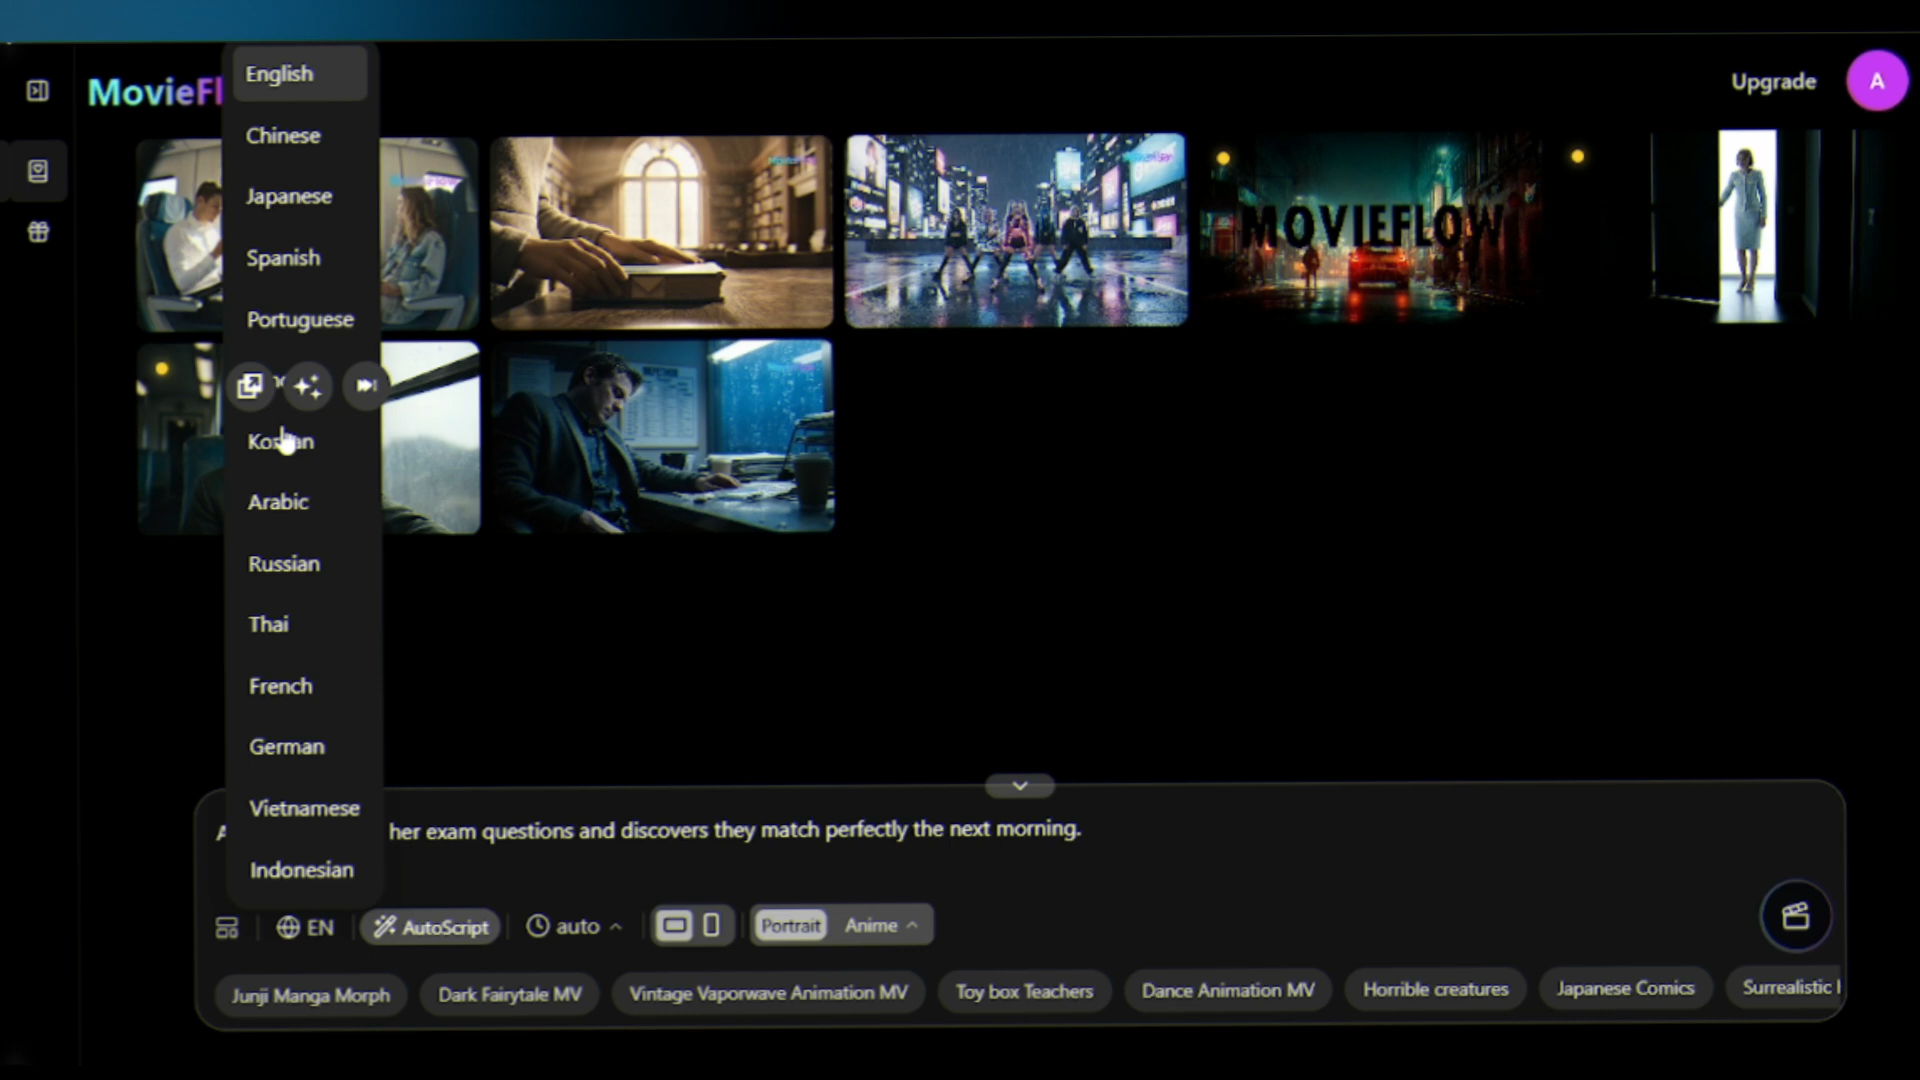 English
MovieFl
Upgrade
A
Chinese
Japanese
Spanish
Portuguese
MOVIEFLOW
Korean
Arabic
Russian
Thai
French
German
Vietnamese
A
her exam questions and discovers they match perfectly the next morning.
Indonesian
EN
AutoScript
auto
Portrait
Anime
Junji Manga Morph
Dark Fairytale MV
Vintage Vaporwave Animation MV
Toy box Teachers
Dance Animation MV
Horrible creatures
Japanese Comics
Surrealistic